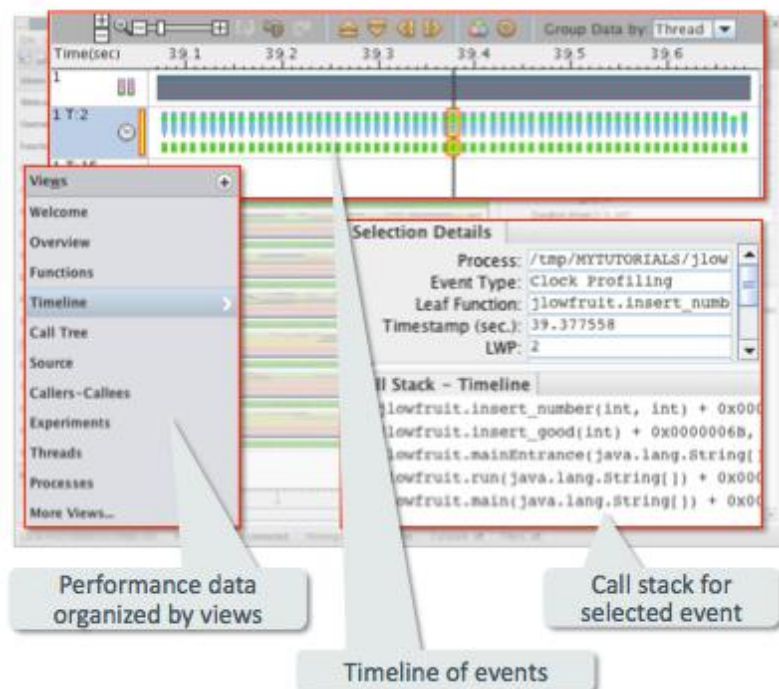 Group Data by: Thread
Time(sec) 39.1 39.2 39.3 39.4 39.5 39.6
1
1 T:2
Views
Welcome
Overview
Functions
Timeline
Call Tree
Source
Callers-Callees
Experiments
Threads
Processes
More Views...
Selection Details
Process: /tmp/MYTUTORIALS/jlow
Event Type: Clock Profiling
Leaf Function: jlowfruit.insert_numb
Timestamp (sec.): 39.377558
LWP: 2
ll Stack - Timeline
jlowfruit.insert_number(int, int) + 0x000
lowfruit.insert_good(int) + 0x0000006B,
lowfruit.mainEntrance(java.lang.String[
owfruit.run(java.lang.String[]) + 0x00
owfruit.main(java.lang.String[]) + 0x00
Performance data
organized by views
Call stack for
selected event
Timeline of events